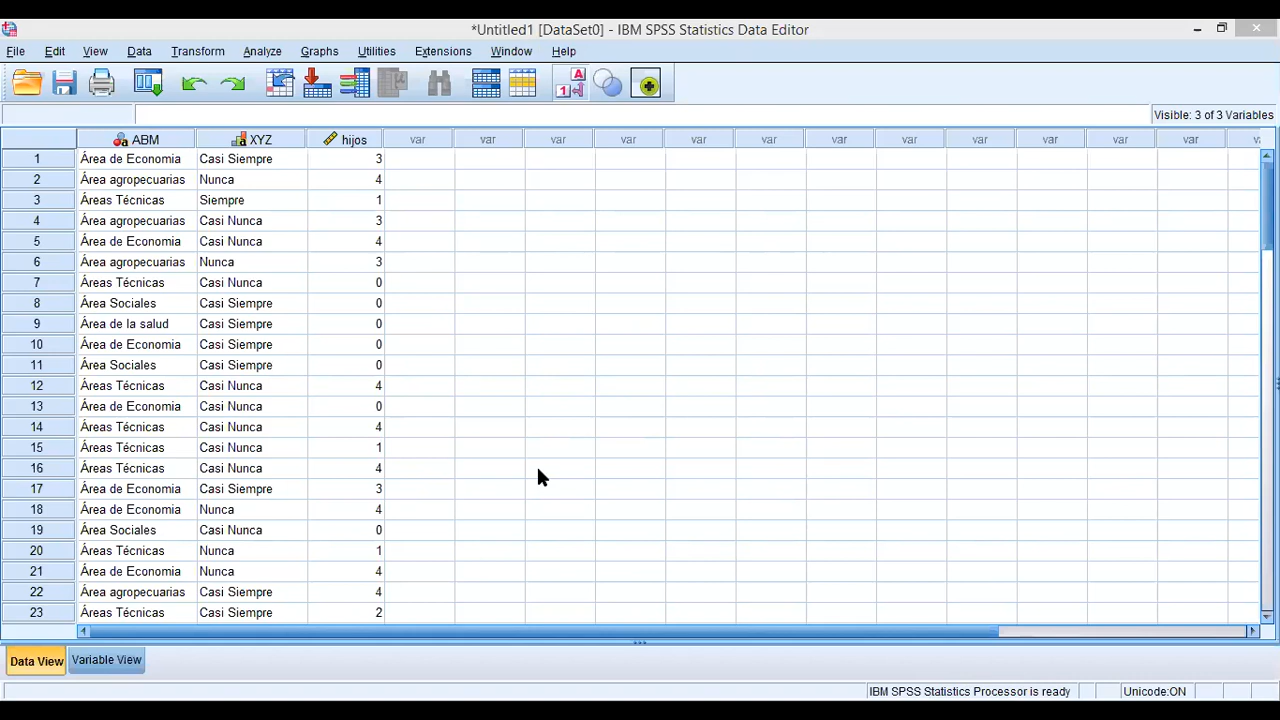 *Untitled1 [DataSet0] - IBM SPSS Statistics Data Editor
File Edit View Data Transform Analyze Graphs Utilities Extensions Window Help
A
1
Visible: 3 of 3 Variables
ABM XYZ hijos var var var var var var var var var var var var
1 Área de Economia Casi Siempre 3
2 Área agropecuarias Nunca 4
3 Áreas Técnicas Siempre 1
4 Área agropecuarias Casi Nunca 3
5 Área de Economia Casi Nunca 4
6 Área agropecuarias Nunca 3
7 Áreas Técnicas Casi Nunca 0
8 Área Sociales Casi Siempre 0
9 Área de la salud Casi Siempre 0
10 Área de Economia Casi Siempre 0
11 Área Sociales Casi Siempre 0
12 Áreas Técnicas Casi Nunca 4
13 Área de Economia Casi Nunca 0
14 Áreas Técnicas Casi Nunca 4
15 Áreas Técnicas Casi Nunca 1
16 Áreas Técnicas Casi Nunca 4
17 Área de Economia Casi Siempre 3
18 Área de Economia Nunca 4
19 Área Sociales Casi Nunca 0
20 Áreas Técnicas Nunca 1
21 Área de Economia Nunca 4
22 Área agropecuarias Casi Siempre 4
23 Áreas Técnicas Casi Siempre 2
Data View Variable View
IBM SPSS Statistics Processor is ready Unicode:ON